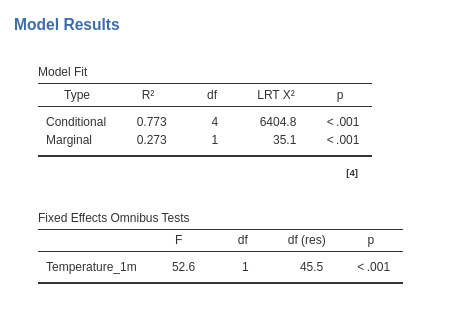 Model Results
Model Fit
Type R² df LRT X² p
Conditional 0.773 4 6404.8 < .001
Marginal 0.273 1 35.1 < .001
[4]
Fixed Effects Omnibus Tests
F df df (res) p
Temperature_1m 52.6 1 45.5 < .001